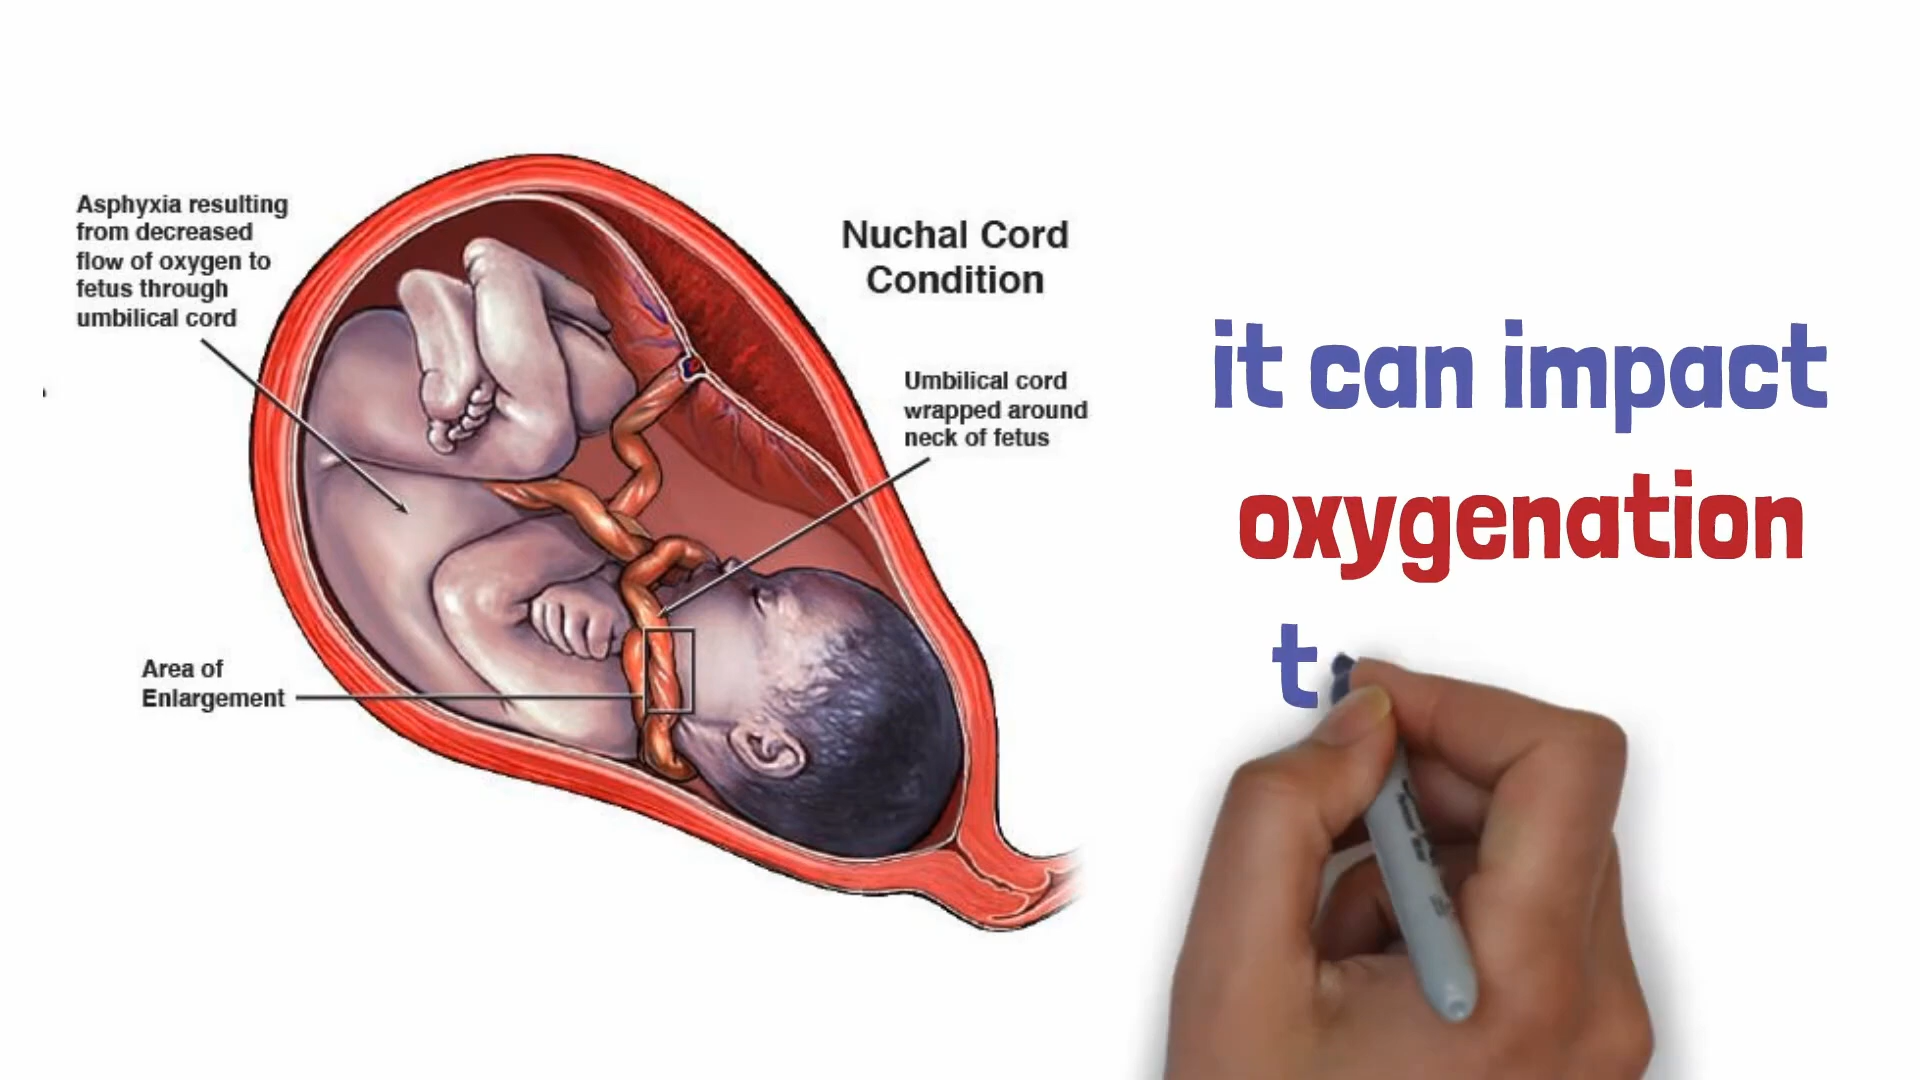 Asphyxia resulting
from decreased
flow of oxygen to
fetus through
umbilical cord
Nuchal Cord
Condition
Umbilical cord
wrapped around
neck of fetus
Area of
Enlargement
it can impact
oxygenation
t